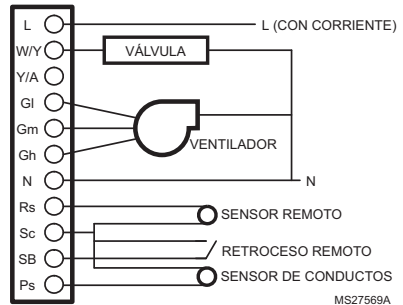 L
L (CON CORRIENTE)
W/Y
VÁLVULA
Y/A
Gl
Gm
VENTILADOR
Gh
N
N
Rs
SENSOR REMOTO
Sc
RETROCESO REMOTO
SB
SENSOR DE CONDUCTOS
Ps
MS27569A